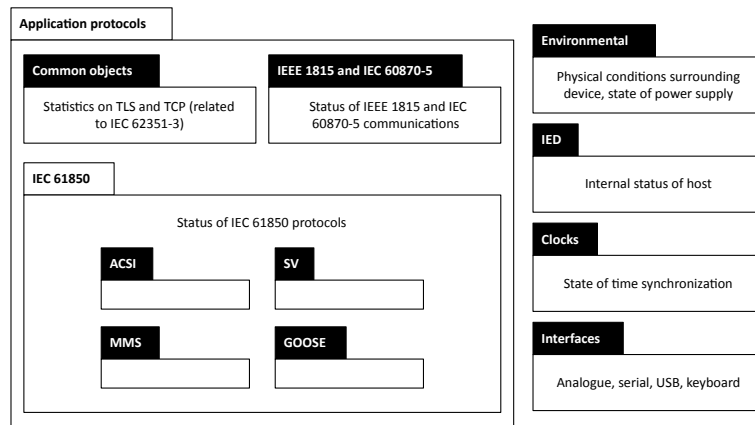 Application protocols
Common objects
Statistics on TLS and TCP (related
to IEC 62351-3)
IEEE 1815 and IEC 60870-5
Status of IEEE 1815 and IEC
60870-5 communications
IEC 61850
Status of IEC 61850 protocols
ACSI
SV
MMS
GOOSE
Environmental
Physical conditions surrounding
device, state of power supply
IED
Internal status of host
Clocks
State of time synchronization
Interfaces
Analogue, serial, USB, keyboard